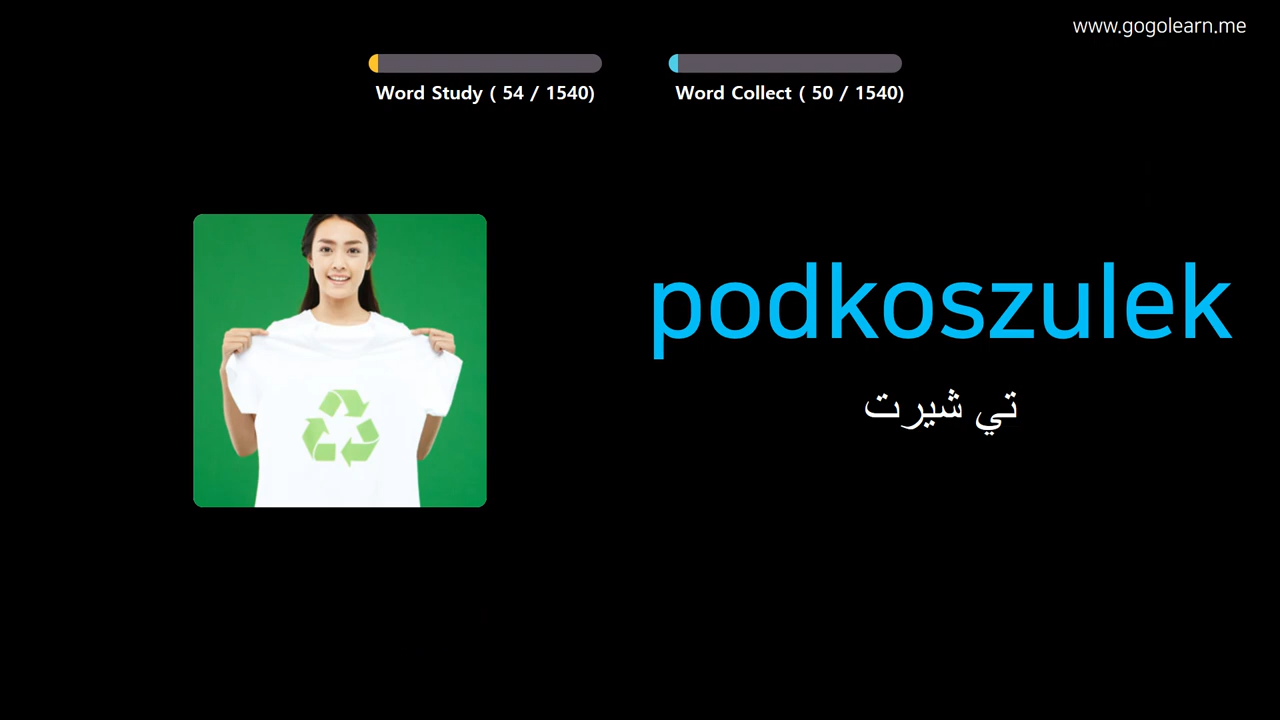 www.gogolearn.me
Word Study ( 54 / 1540)
Word Collect ( 50 / 1540)
podkoszulek
تي شيرت